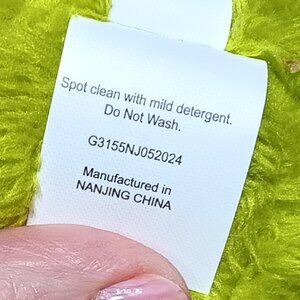 Spot clean with mild detergent.
Do Not Wash.
G3155NJ052024
Manufactured in
NANJING CHINA